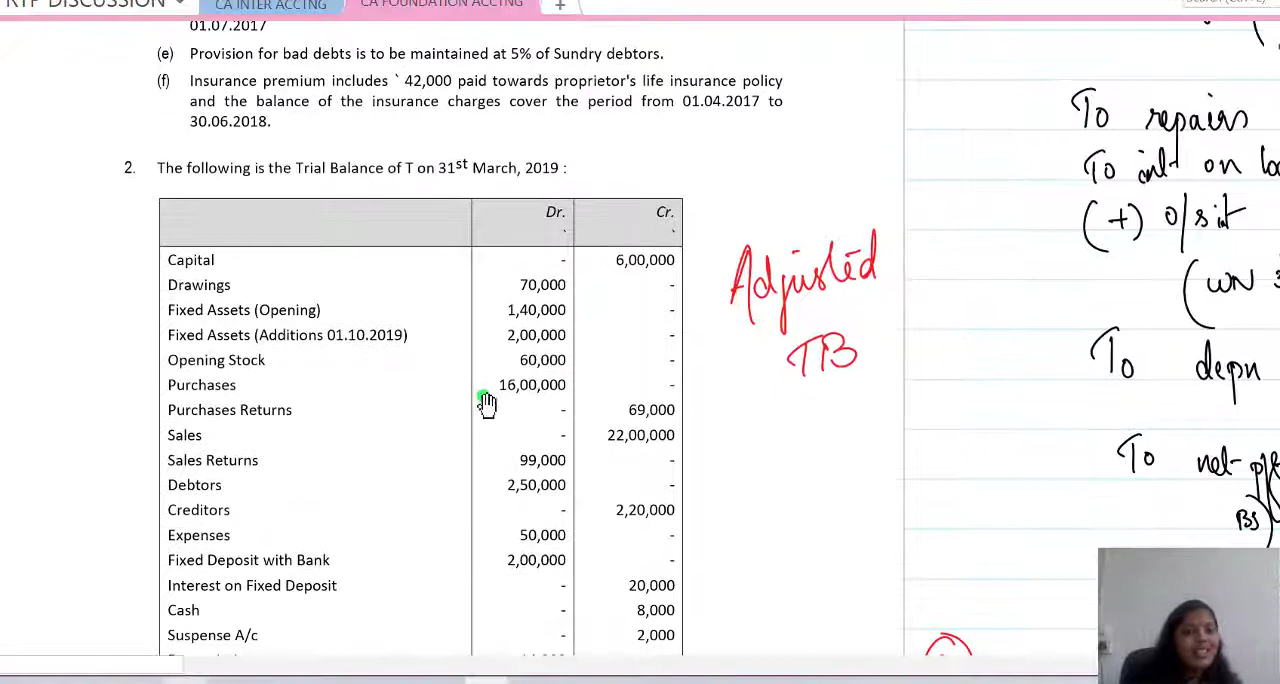 RTP DISCUSSION
CA INTER ACCTNG
CA FOUNDATION ACCTNG
+
01.07.2017
(e) Provision for bad debts is to be maintained at 5% of Sundry debtors.
(f) Insurance premium includes ` 42,000 paid towards proprietor's life insurance policy
and the balance of the insurance charges cover the period from 01.04.2017 to
30.06.2018.
2. The following is the Trial Balance of T on 31st March, 2019 :
Dr. Cr.
` `
Capital - 6,00,000
Drawings 70,000 -
Fixed Assets (Opening) 1,40,000 -
Fixed Assets (Additions 01.10.2019) 2,00,000 -
Opening Stock 60,000 -
Purchases 16,00,000 -
Purchases Returns - 69,000
Sales - 22,00,000
Sales Returns 99,000 -
Debtors 2,50,000 -
Creditors - 2,20,000
Expenses 50,000 -
Fixed Deposit with Bank 2,00,000 -
Interest on Fixed Deposit - 20,000
Cash - 8,000
Suspense A/c - 2,000
Adjusted
TB
To repairs
To int on
(+) o/s int
(WN 3
To depn
To net
BS